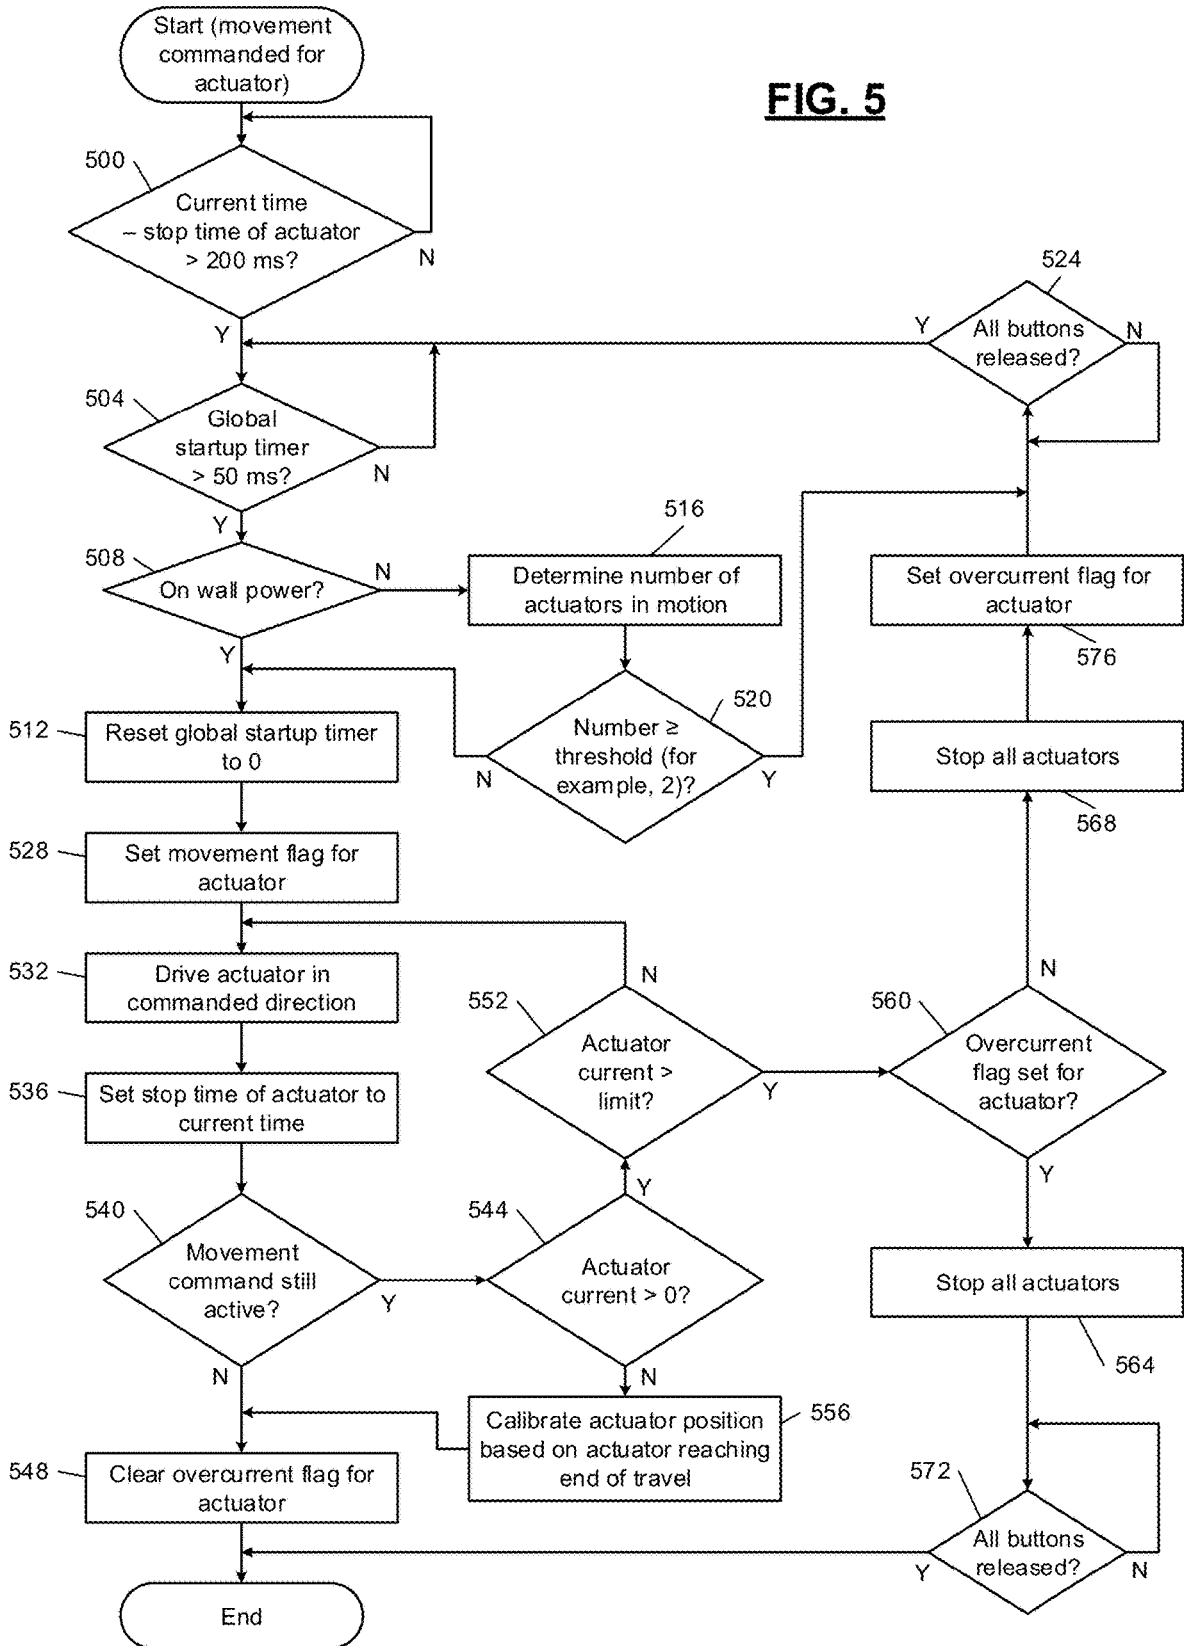 Start (movement
commanded for
actuator)
FIG. 5
500
Current time
– stop time of actuator
> 200 ms?
N
Y
524
All buttons
released?
Y
N
504
Global
startup timer
> 50 ms?
N
Y
508
On wall power?
N
Y
516
Determine number of
actuators in motion
Set overcurrent flag for
actuator
576
512
Reset global startup timer
to 0
520
Number ≥
threshold (for
example, 2)?
N
Y
Stop all actuators
568
528
Set movement flag for
actuator
532
Drive actuator in
commanded direction
552
N
Actuator
current >
limit?
Y
560
N
Overcurrent
flag set for
actuator?
Y
536
Set stop time of actuator to
current time
540
Movement
command still
active?
Y
N
544
Y
Actuator
current > 0?
N
Stop all actuators
564
556
Calibrate actuator position
based on actuator reaching
end of travel
548
Clear overcurrent flag for
actuator
572
All buttons
released?
Y
N
End